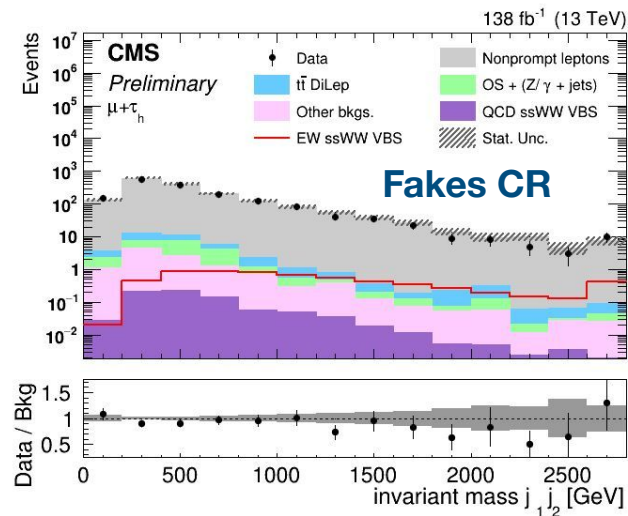 138 fb⁻¹ (13 TeV)
CMS
Preliminary
μ+τh
Data
Nonprompt leptons
tt̄ DiLep
OS + (Z/γ + jets)
Other bkgs.
QCD ssWW VBS
EW ssWW VBS
Stat. Unc.
Fakes CR
Events
10⁷
10⁶
10⁵
10⁴
10³
10²
10
1
10⁻¹
10⁻²
Data / Bkg
1.5
1
0.5
0 500 1000 1500 2000 2500
invariant mass j₁j₂ [GeV]